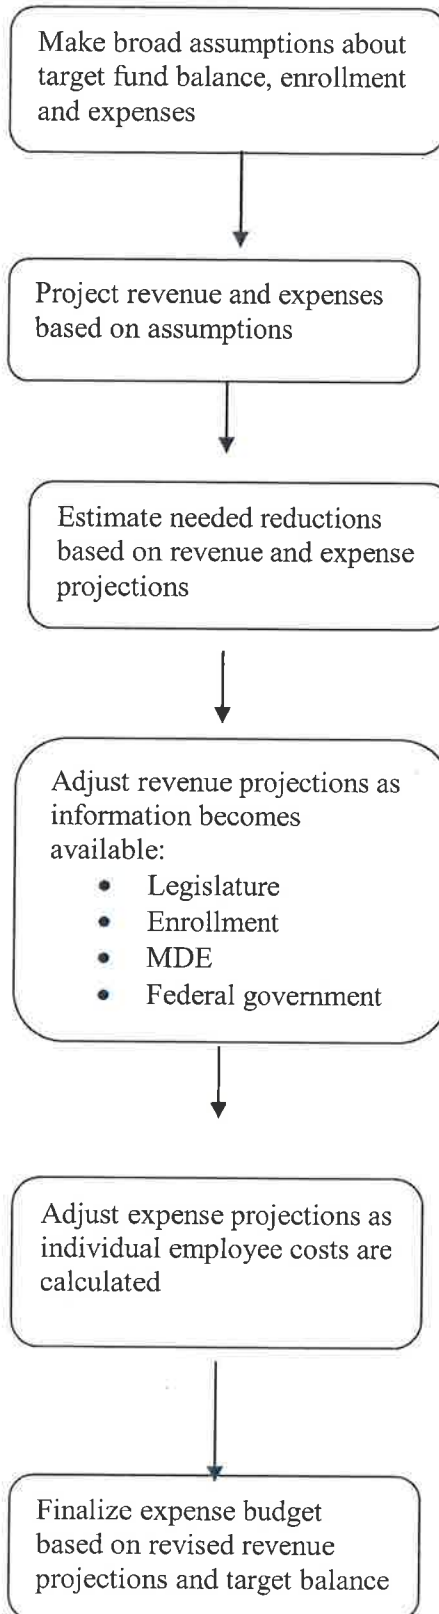 Make broad assumptions about
target fund balance, enrollment
and expenses
Project revenue and expenses
based on assumptions
Estimate needed reductions
based on revenue and expense
projections
Adjust revenue projections as
information becomes
available:
• Legislature
• Enrollment
• MDE
• Federal government
Adjust expense projections as
individual employee costs are
calculated
Finalize expense budget
based on revised revenue
projections and target balance